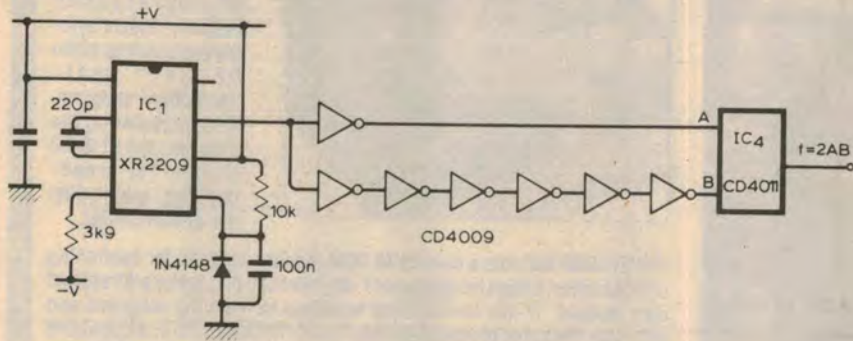 +V
IC1
220p
XR2209
3k9
-V
10k
1N4148
100n
CD4009
A
B
IC4
CD4011
f=2AB